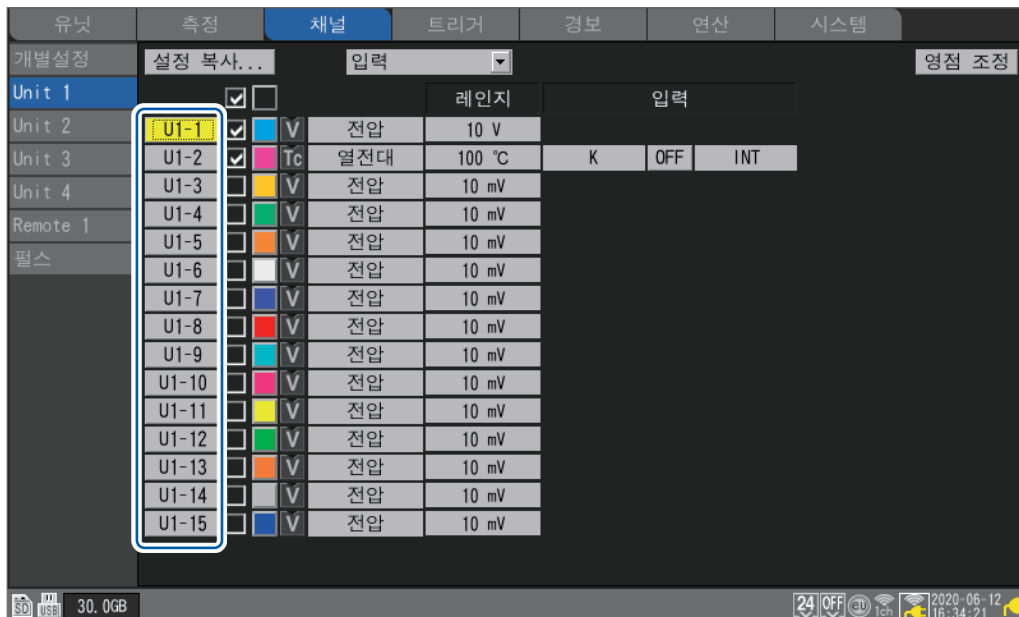 유닛 측정 채널 트리거 경보 연산 시스템
개별설정 설정 복사... 입력 영점 조정
Unit 1 레인지 입력
Unit 2 U1-1 V 전압 10 V
Unit 3 U1-2 Tc 열전대 100 ℃ K OFF INT
Unit 4 U1-3 V 전압 10 mV
U1-4 V 전압 10 mV
Remote 1 U1-5 V 전압 10 mV
펄스 U1-6 V 전압 10 mV
U1-7 V 전압 10 mV
U1-8 V 전압 10 mV
U1-9 V 전압 10 mV
U1-10 V 전압 10 mV
U1-11 V 전압 10 mV
U1-12 V 전압 10 mV
U1-13 V 전압 10 mV
U1-14 V 전압 10 mV
U1-15 V 전압 10 mV
SD USB 30.0GB 24 OFF eu 1ch 2020-06-12
16:34:21